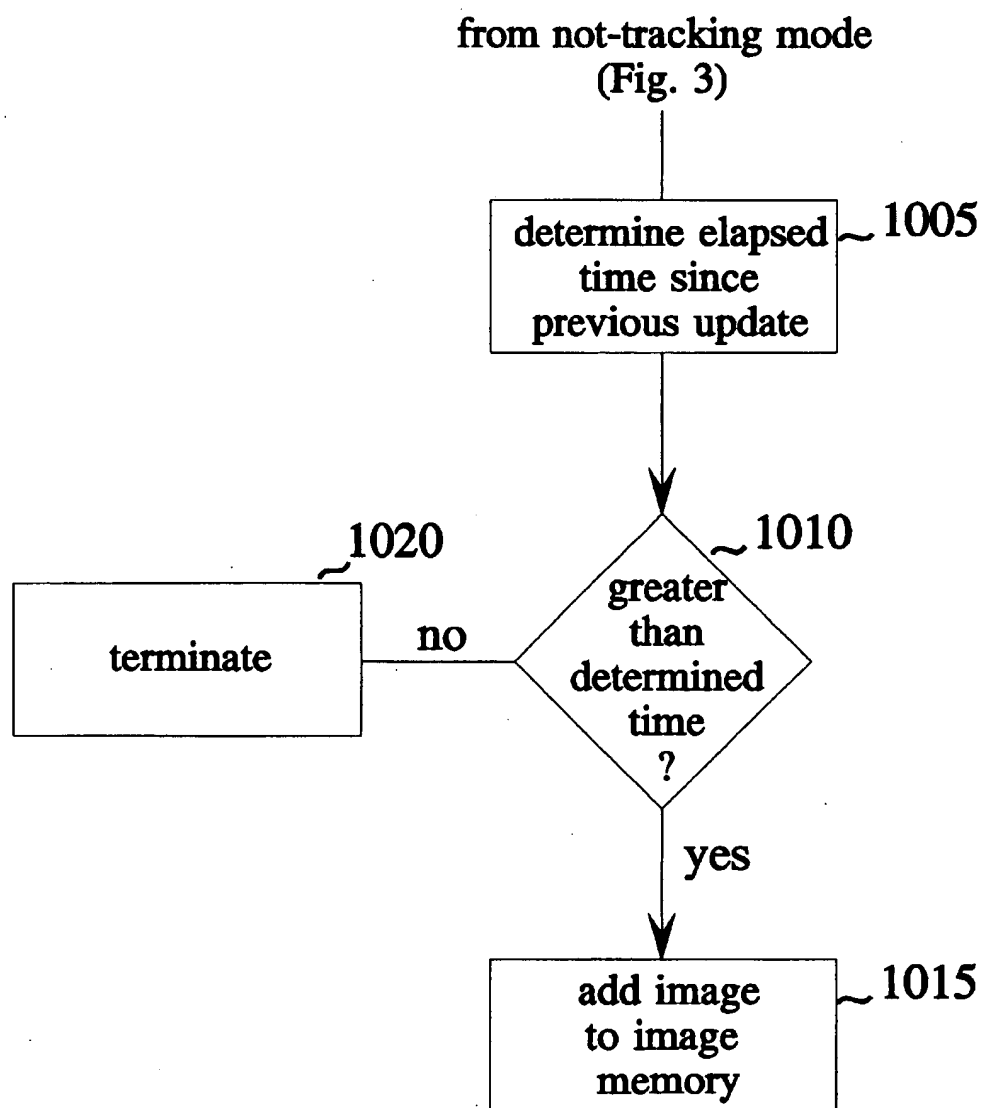 from not-tracking mode
(Fig. 3)
determine elapsed
time since
previous update
1005
1010
greater
than
determined
time
?
no
1020
terminate
yes
add image
to image
memory
1015